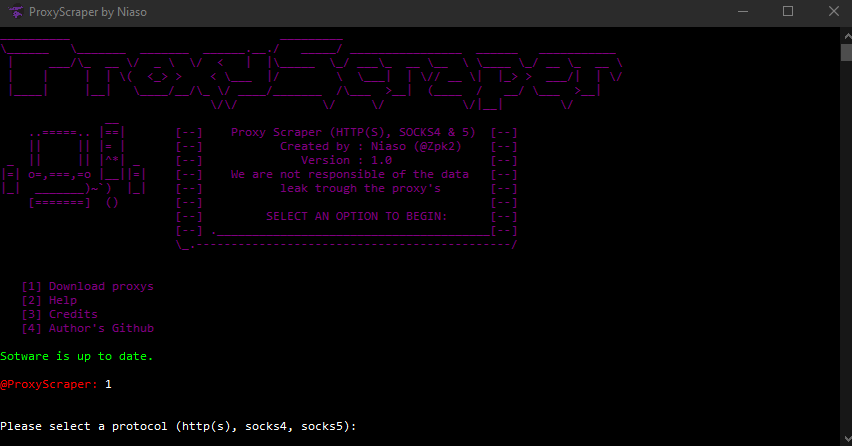 ProxyScraper by Niaso
ProxyScraper
[--] Proxy Scraper (HTTP(S), SOCKS4 & 5) [--]
[--] Created by : Niaso (@Zpk2) [--]
[--] Version : 1.0 [--]
[--] We are not responsible of the data [--]
[--] leak trough the proxy's [--]
[--] [--]
[--] SELECT AN OPTION TO BEGIN: [--]
[1] Download proxys
[2] Help
[3] Credits
[4] Author's Github
Sotware is up to date.
@ProxyScraper: 1
Please select a protocol (http(s), socks4, socks5):